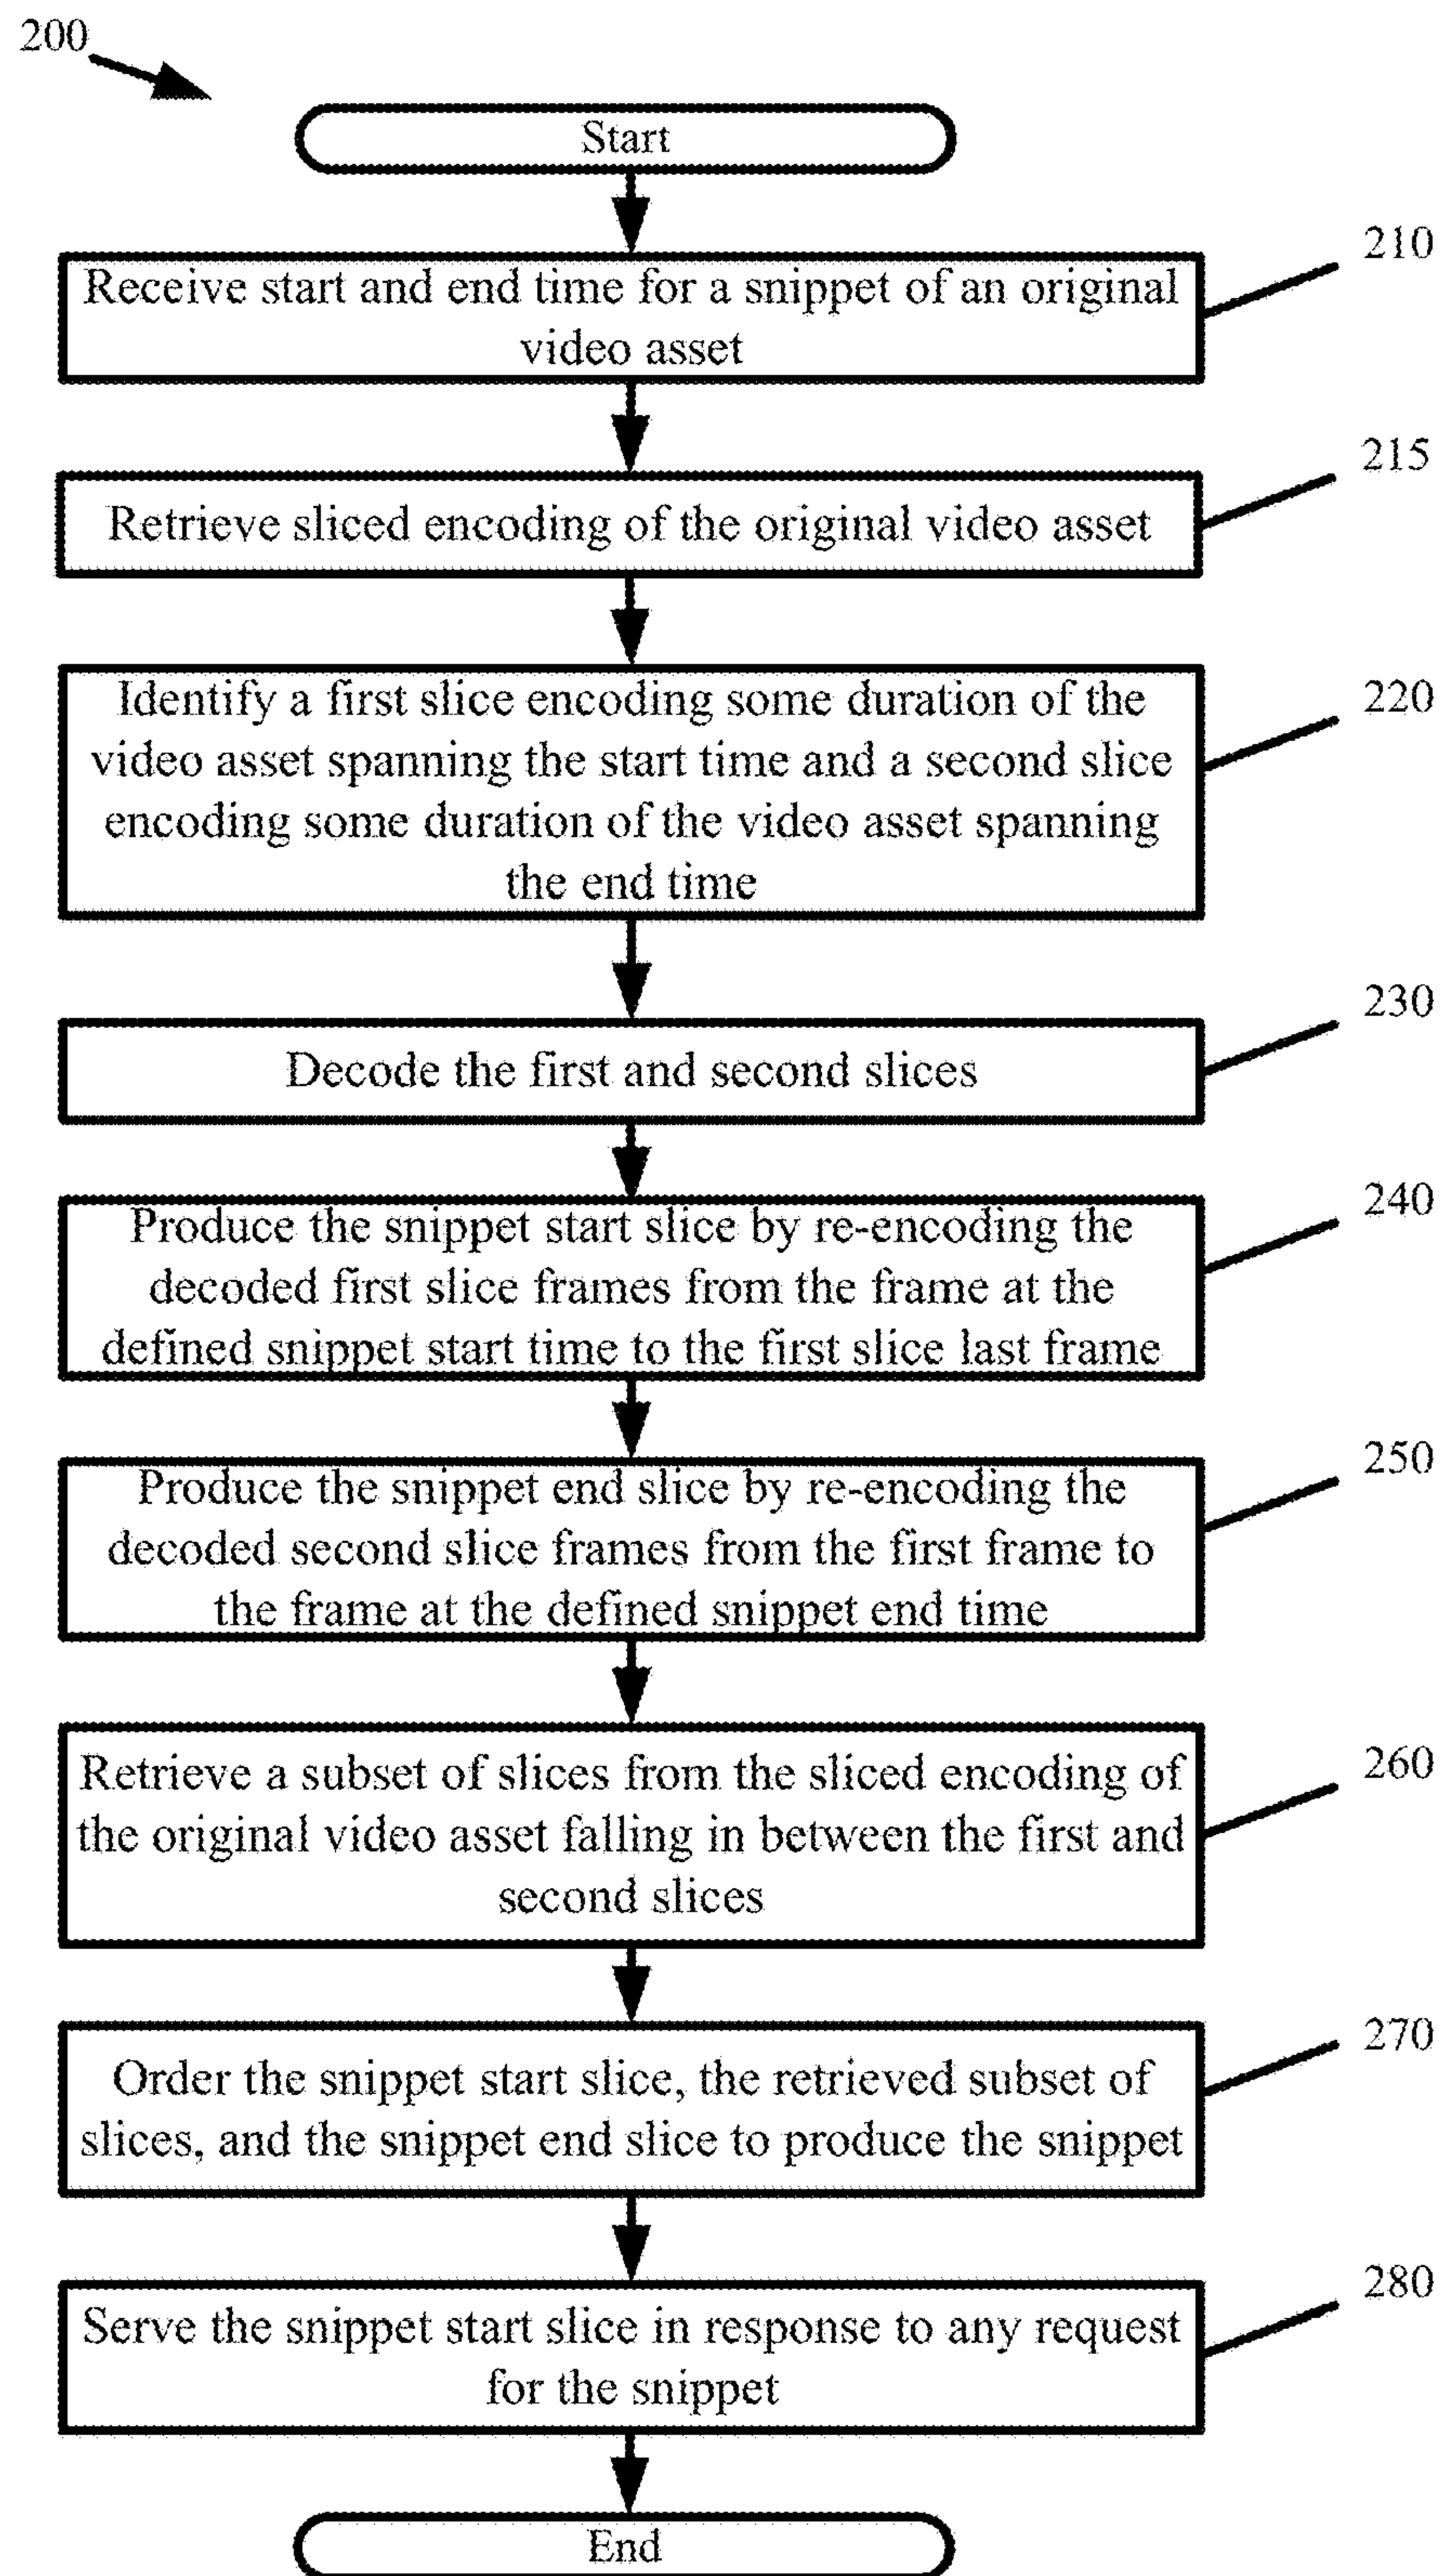 200
Start
210
Receive start and end time for a snippet of an original
video asset
215
Retrieve sliced encoding of the original video asset
220
Identify a first slice encoding some duration of the
video asset spanning the start time and a second slice
encoding some duration of the video asset spanning
the end time
230
Decode the first and second slices
240
Produce the snippet start slice by re-encoding the
decoded first slice frames from the frame at the
defined snippet start time to the first slice last frame
250
Produce the snippet end slice by re-encoding the
decoded second slice frames from the first frame to
the frame at the defined snippet end time
260
Retrieve a subset of slices from the sliced encoding of
the original video asset falling in between the first and
second slices
270
Order the snippet start slice, the retrieved subset of
slices, and the snippet end slice to produce the snippet
280
Serve the snippet start slice in response to any request
for the snippet
End